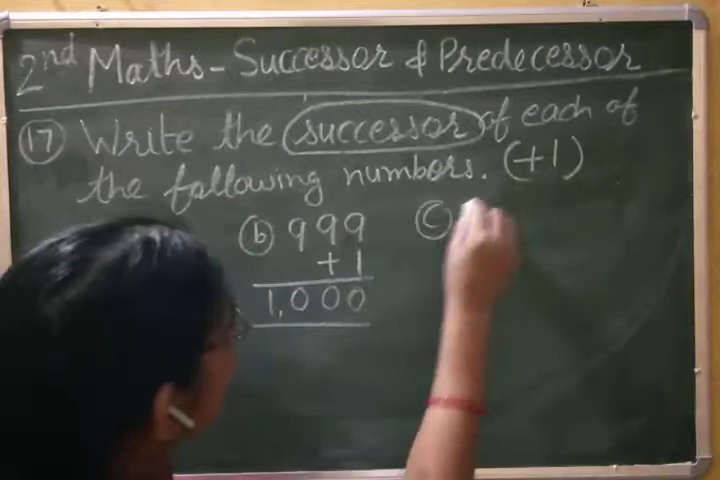 2nd Maths - Successor & Predecessor
17 Write the successor of each of
the following numbers. (+1)
b 999
+ 1
1,000
c